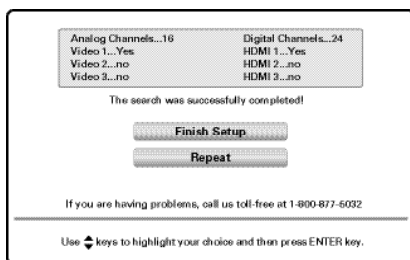 Analog Channels...16 Digital Channels...24
Video 1...Yes HDMI 1...Yes
Video 2...no HDMI 2...no
Video 3...no HDMI 3...no
The search was successfully completed!
Finish Setup
Repeat
If you are having problems, call us toll-free at 1-800-877-6032
Use keys to highlight your choice and then press ENTER key.